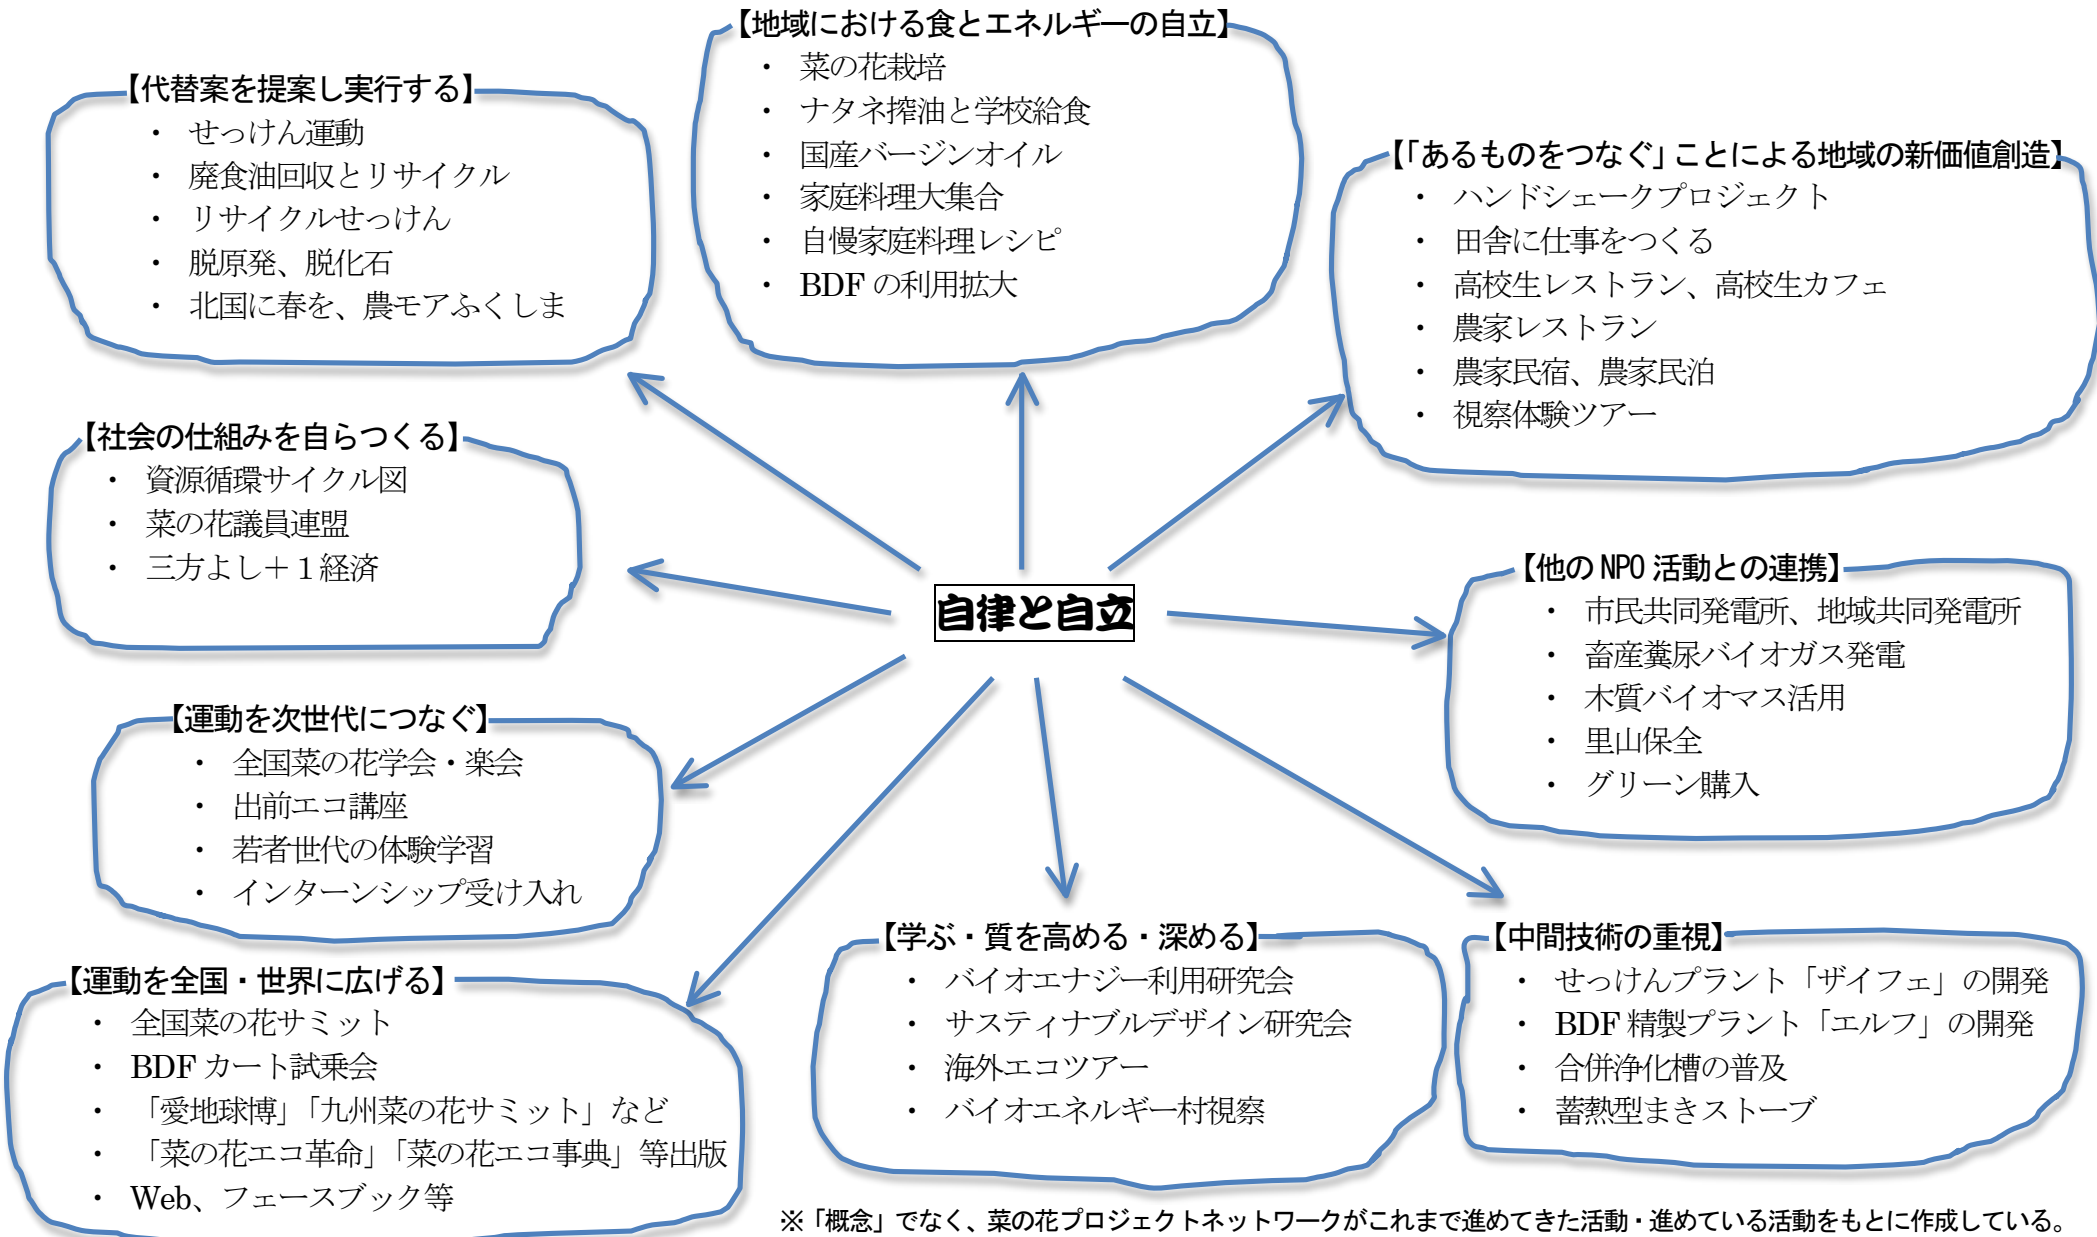 【地域における食とエネルギーの自立】
・ 菜の花栽培
・ ナタネ搾油と学校給食
・ 国産バージンオイル
・ 家庭料理大集合
・ 自慢家庭料理レシピ
・ BDF の利用拡大
【代替案を提案し実行する】
・ せっけん運動
・ 廃食油回収とリサイクル
・ リサイクルせっけん
・ 脱原発、脱化石
・ 北国に春を、農モアふくしま
【「あるものをつなぐ」ことによる地域の新価値創造】
・ ハンドシェークプロジェクト
・ 田舎に仕事をつくる
・ 高校生レストラン、高校生カフェ
・ 農家レストラン
・ 農家民宿、農家民泊
・ 視察体験ツアー
【社会の仕組みを自らつくる】
・ 資源循環サイクル図
・ 菜の花議員連盟
・ 三方よし＋１経済
自律と自立
【他の NPO 活動との連携】
・ 市民共同発電所、地域共同発電所
・ 畜産糞尿バイオガス発電
・ 木質バイオマス活用
・ 里山保全
・ グリーン購入
【運動を次世代につなぐ】
・ 全国菜の花学会・楽会
・ 出前エコ講座
・ 若者世代の体験学習
・ インターンシップ受け入れ
【運動を全国・世界に広げる】
・ 全国菜の花サミット
・ BDF カート試乗会
・ 「愛地球博」「九州菜の花サミット」など
・ 「菜の花エコ革命」「菜の花エコ事典」等出版
・ Web、フェースブック等
【学ぶ・質を高める・深める】
・ バイオエナジー利用研究会
・ サスティナブルデザイン研究会
・ 海外エコツアー
・ バイオエネルギー村視察
【中間技術の重視】
・ せっけんプラント「ザイフェ」の開発
・ BDF 精製プラント「エルフ」の開発
・ 合併浄化槽の普及
・ 蓄熱型まきストーブ
※「概念」でなく、菜の花プロジェクトネットワークがこれまで進めてきた活動・進めている活動をもとに作成している。